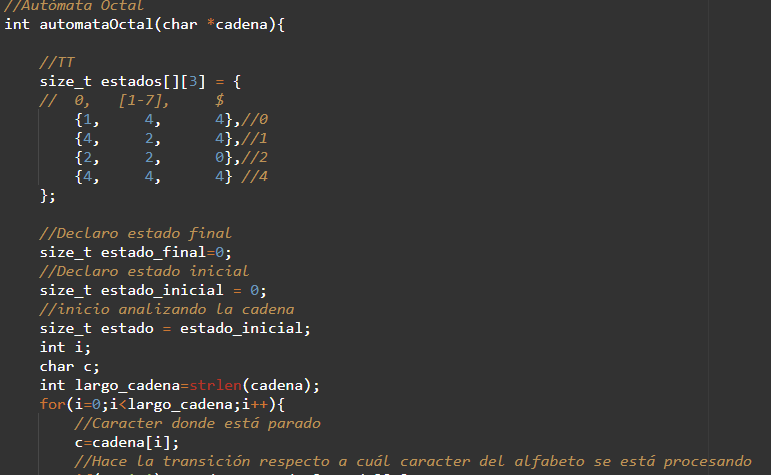 //Autómata Octal
int automataOctal(char *cadena){
//TT
size_t estados[][3] = {
// 0, [1-7], $
{1, 4, 4},//0
{4, 2, 4},//1
{2, 2, 0},//2
{4, 4, 4} //4
};
//Declaro estado final
size_t estado_final=0;
//Declaro estado inicial
size_t estado_inicial = 0;
//inicio analizando la cadena
size_t estado = estado_inicial;
int i;
char c;
int largo_cadena=strlen(cadena);
for(i=0;i<largo_cadena;i++){
//Caracter donde está parado
c=cadena[i];
//Hace la transición respecto a cuál caracter del alfabeto se está procesando